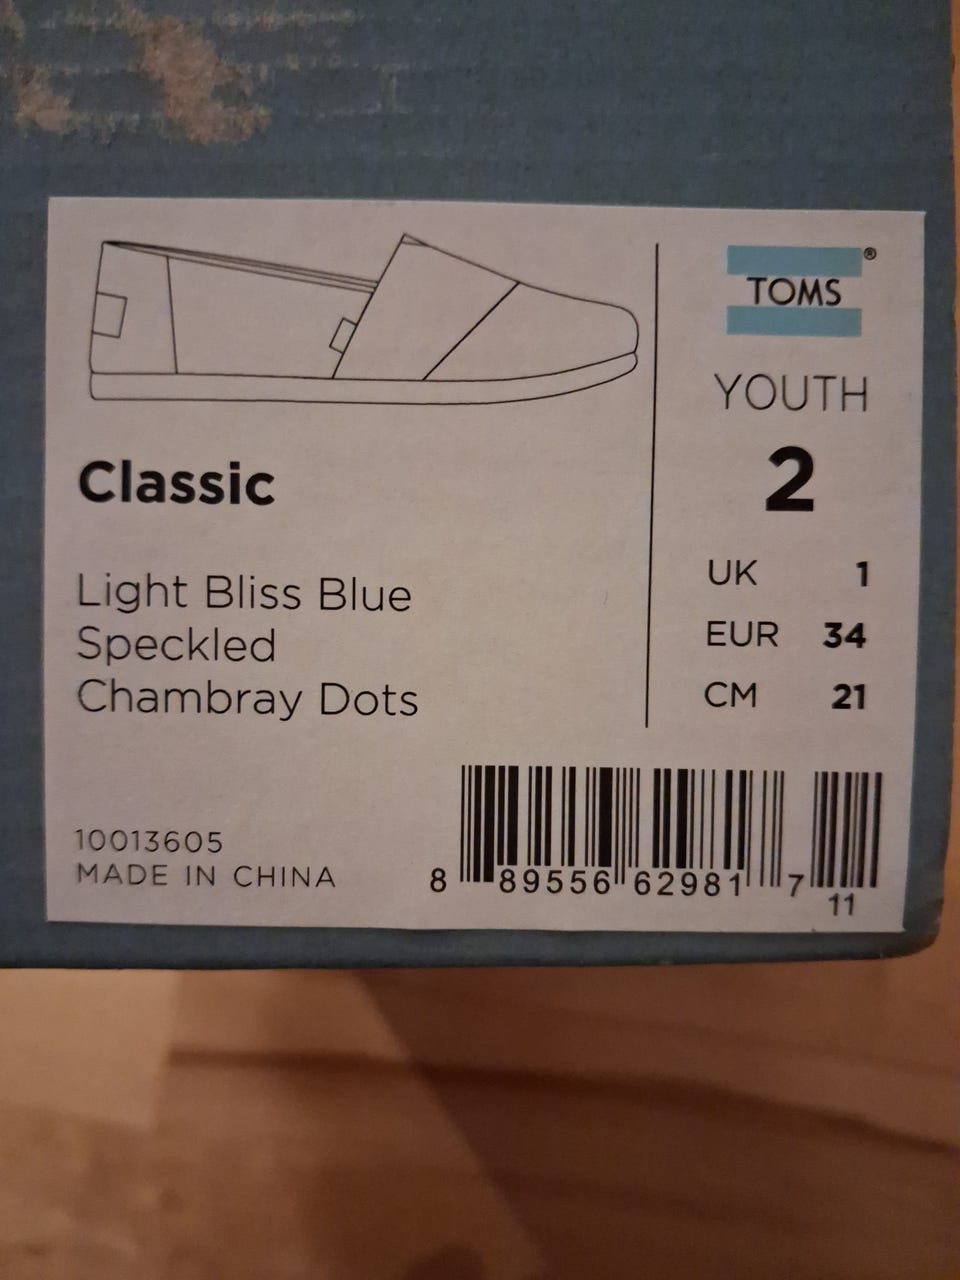 TOMS®
YOUTH
2
UK 1
EUR 34
CM 21
Classic
Light Bliss Blue
Speckled
Chambray Dots
10013605
MADE IN CHINA
8 89556 62981 7
11